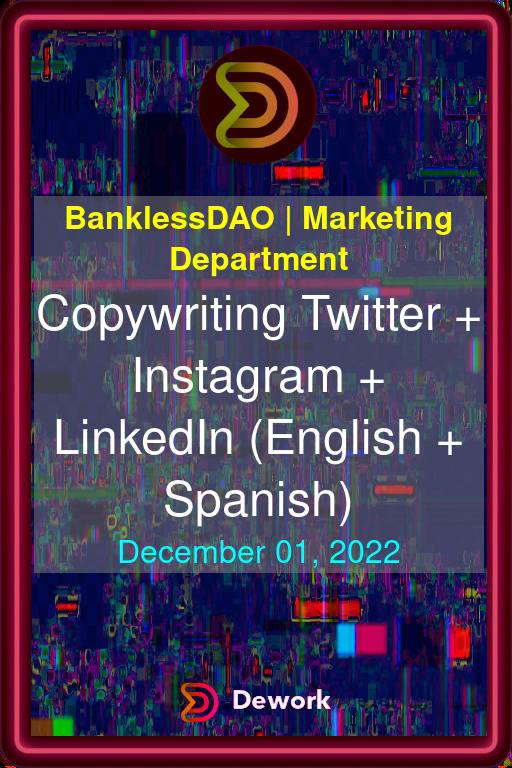 BanklessDAO | Marketing
Department
Copywriting Twitter +
Instagram +
LinkedIn (English +
Spanish)
December 01, 2022
Dework